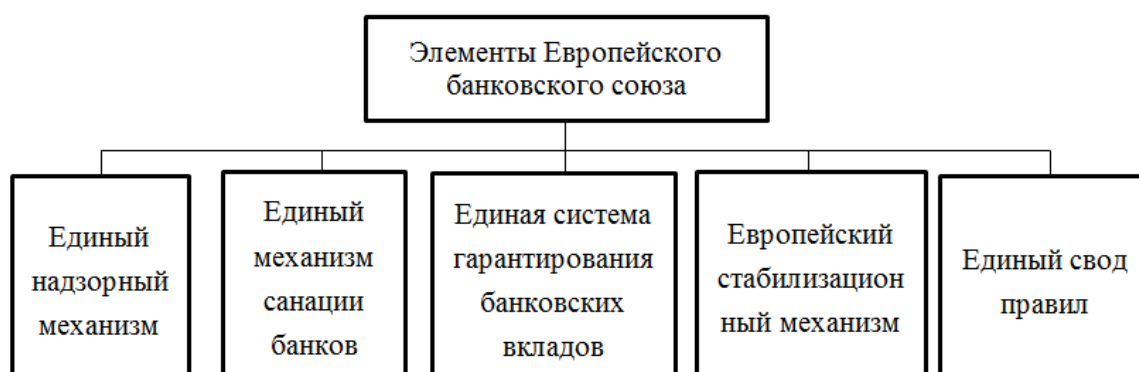 Элементы Европейского
банковского союза
Единый
надзорный
механизм
Единый
механизм
санации
банков
Единая система
гарантирования
банковских
вкладов
Европейский
стабилизацион
ный механизм
Единый свод
правил